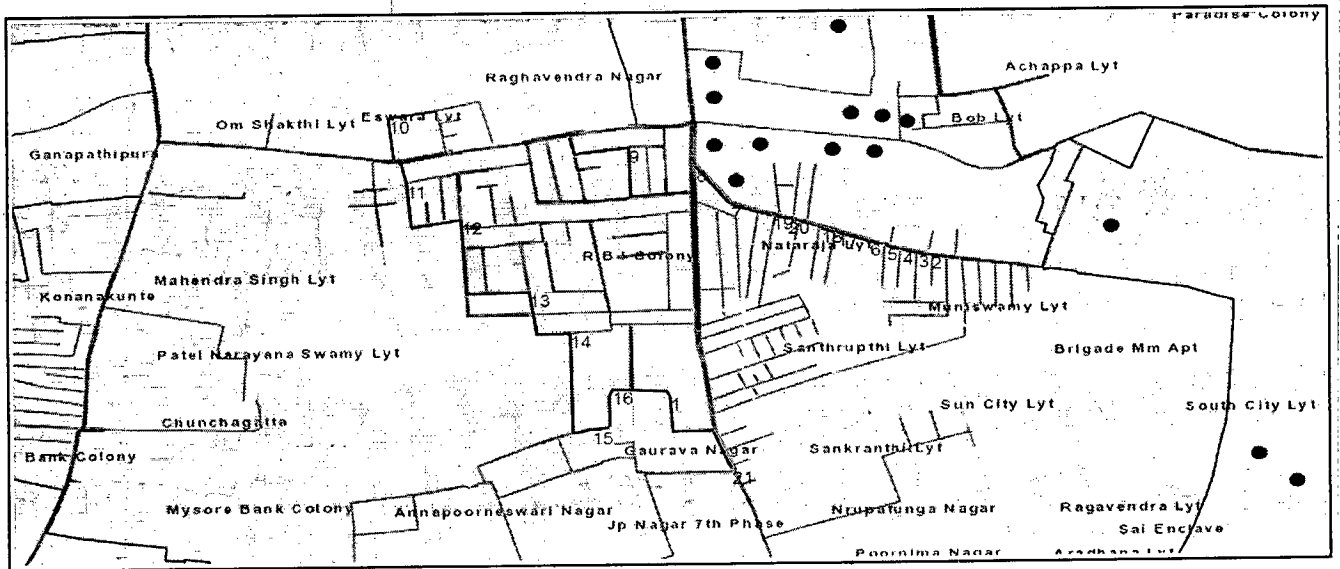 Paradise Colony
Achappa Lyt
Raghavendra Nagar
Eswara Lyt
Om Shakthi Lyt
10
Bob Lyt
Ganapathipura
9
11
12
19
20
Nataraja Lyt
6
5
4
3
2
R B I Colony
Mahendra Singh Lyt
Konanakunte
13
Muniswamy Lyt
14
Patel Narayana Swamy Lyt
Santhrupthi Lyt
Brigade Mm Apt
16
1
Sun City Lyt
South City Lyt
Chunchagatta
15
Bank Colony
Gaurava Nagar
Sankranthi Lyt
21
Mysore Bank Colony
Annapoorneswari Nagar
Jp Nagar 7th Phase
Nrupatunga Nagar
Ragavendra Lyt
Sai Enclave
Poornima Nagar
Aradhana Lyt